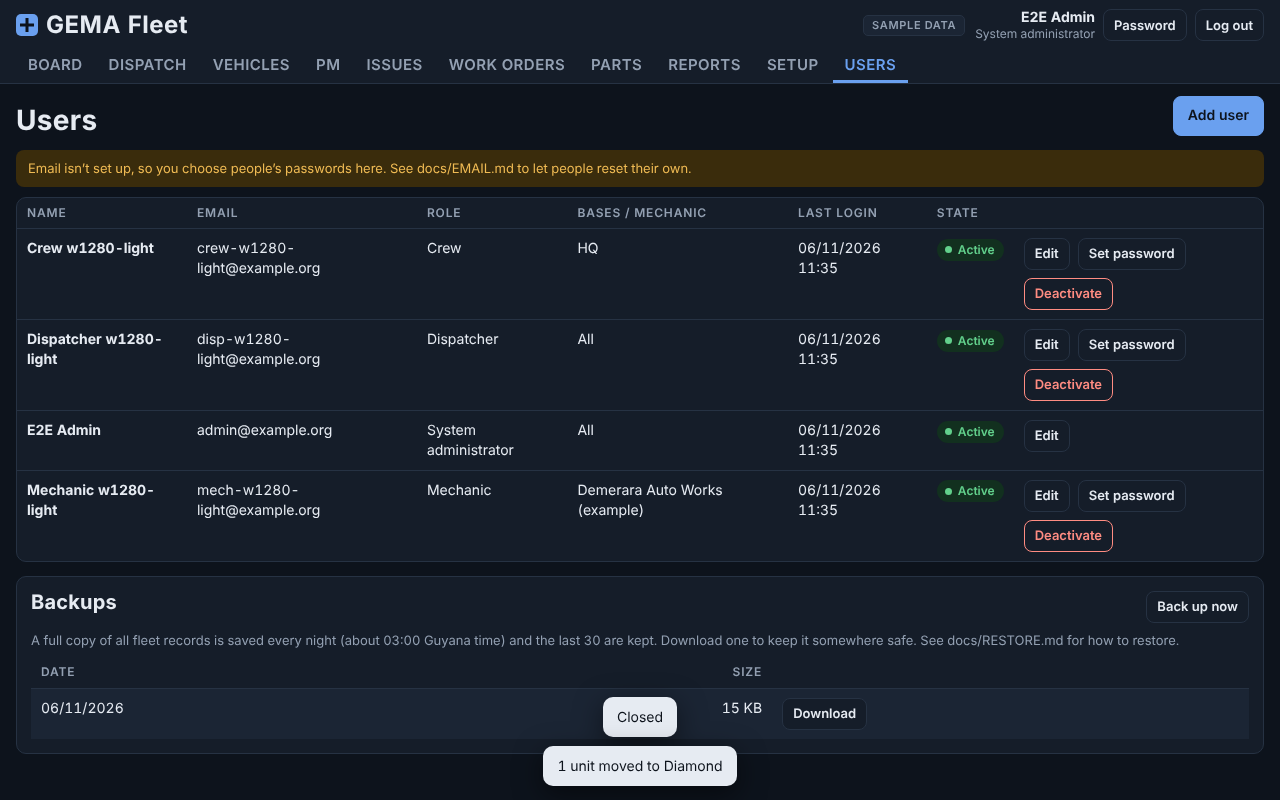 GEMA Fleet
SAMPLE DATA
E2E Admin
System administrator
Password
Log out
BOARD DISPATCH VEHICLES PM ISSUES WORK ORDERS PARTS REPORTS SETUP USERS
Users
Add user
Email isn't set up, so you choose people's passwords here. See docs/EMAIL.md to let people reset their own.
NAME EMAIL ROLE BASES / MECHANIC LAST LOGIN STATE
Crew w1280-light crew-w1280- Crew HQ 06/11/2026 Active Edit Set password
light@example.org 11:35
Deactivate
Dispatcher w1280- disp-w1280- Dispatcher All 06/11/2026 Active Edit Set password
light light@example.org 11:35
Deactivate
E2E Admin admin@example.org System All 06/11/2026 Active Edit
administrator 11:35
Mechanic w1280- mech-w1280- Mechanic Demerara Auto Works 06/11/2026 Active Edit Set password
light light@example.org (example) 11:35
Deactivate
Backups
Back up now
A full copy of all fleet records is saved every night (about 03:00 Guyana time) and the last 30 are kept. Download one to keep it somewhere safe. See docs/RESTORE.md for how to restore.
DATE SIZE
06/11/2026 15 KB Download
Closed
1 unit moved to Diamond